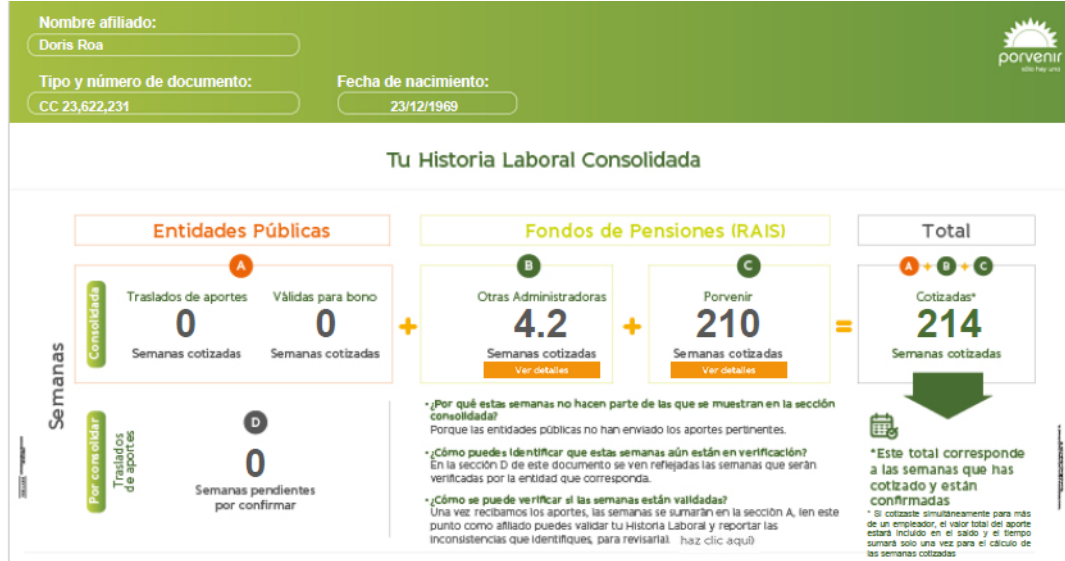 Nombre afiliado:
Doris Roa
Tipo y número de documento:
Fecha de nacimiento:
CC 23,622,231
23/12/1969
porvenir
sólo hay uno
Tu Historia Laboral Consolidada
Entidades Públicas
Fondos de Pensiones (RAIS)
Total
A
B
C
A + B + C
Semanas
Consolidada
Traslados de aportes
0
Semanas cotizadas
Válidas para bono
0
Semanas cotizadas
+
Otras Administradoras
4.2
Semanas cotizadas
Ver detalles
+
Porvenir
210
Semanas cotizadas
Ver detalles
=
Cotizadas*
214
Semanas cotizadas
Por consolidar
Traslados
de aportes
D
0
Semanas pendientes
por confirmar
• ¿Por qué estas semanas no hacen parte de las que se muestran en la sección
consolidada?
Porque las entidades públicas no han enviado los aportes pertinentes.
• ¿Cómo puedes identificar que estas semanas aún están en verificación?
En la sección D de este documento se ven reflejadas las semanas que serán
verificadas por la entidad que corresponda.
• ¿Cómo se puede verificar si las semanas están validadas?
Una vez recibamos los aportes, las semanas se sumarán en la sección A, (en este
punto como afiliado puedes validar tu Historia Laboral y reportar las
inconsistencias que identifiques, para revisarla). haz clic aquí)
*Este total corresponde
a las semanas que has
cotizado y están
confirmadas
* Si cotizaste simultáneamente para más
de un empleador, el valor total del aporte
estará incluido en el saldo y el tiempo
sumará solo una vez para el cálculo de
las semanas cotizadas